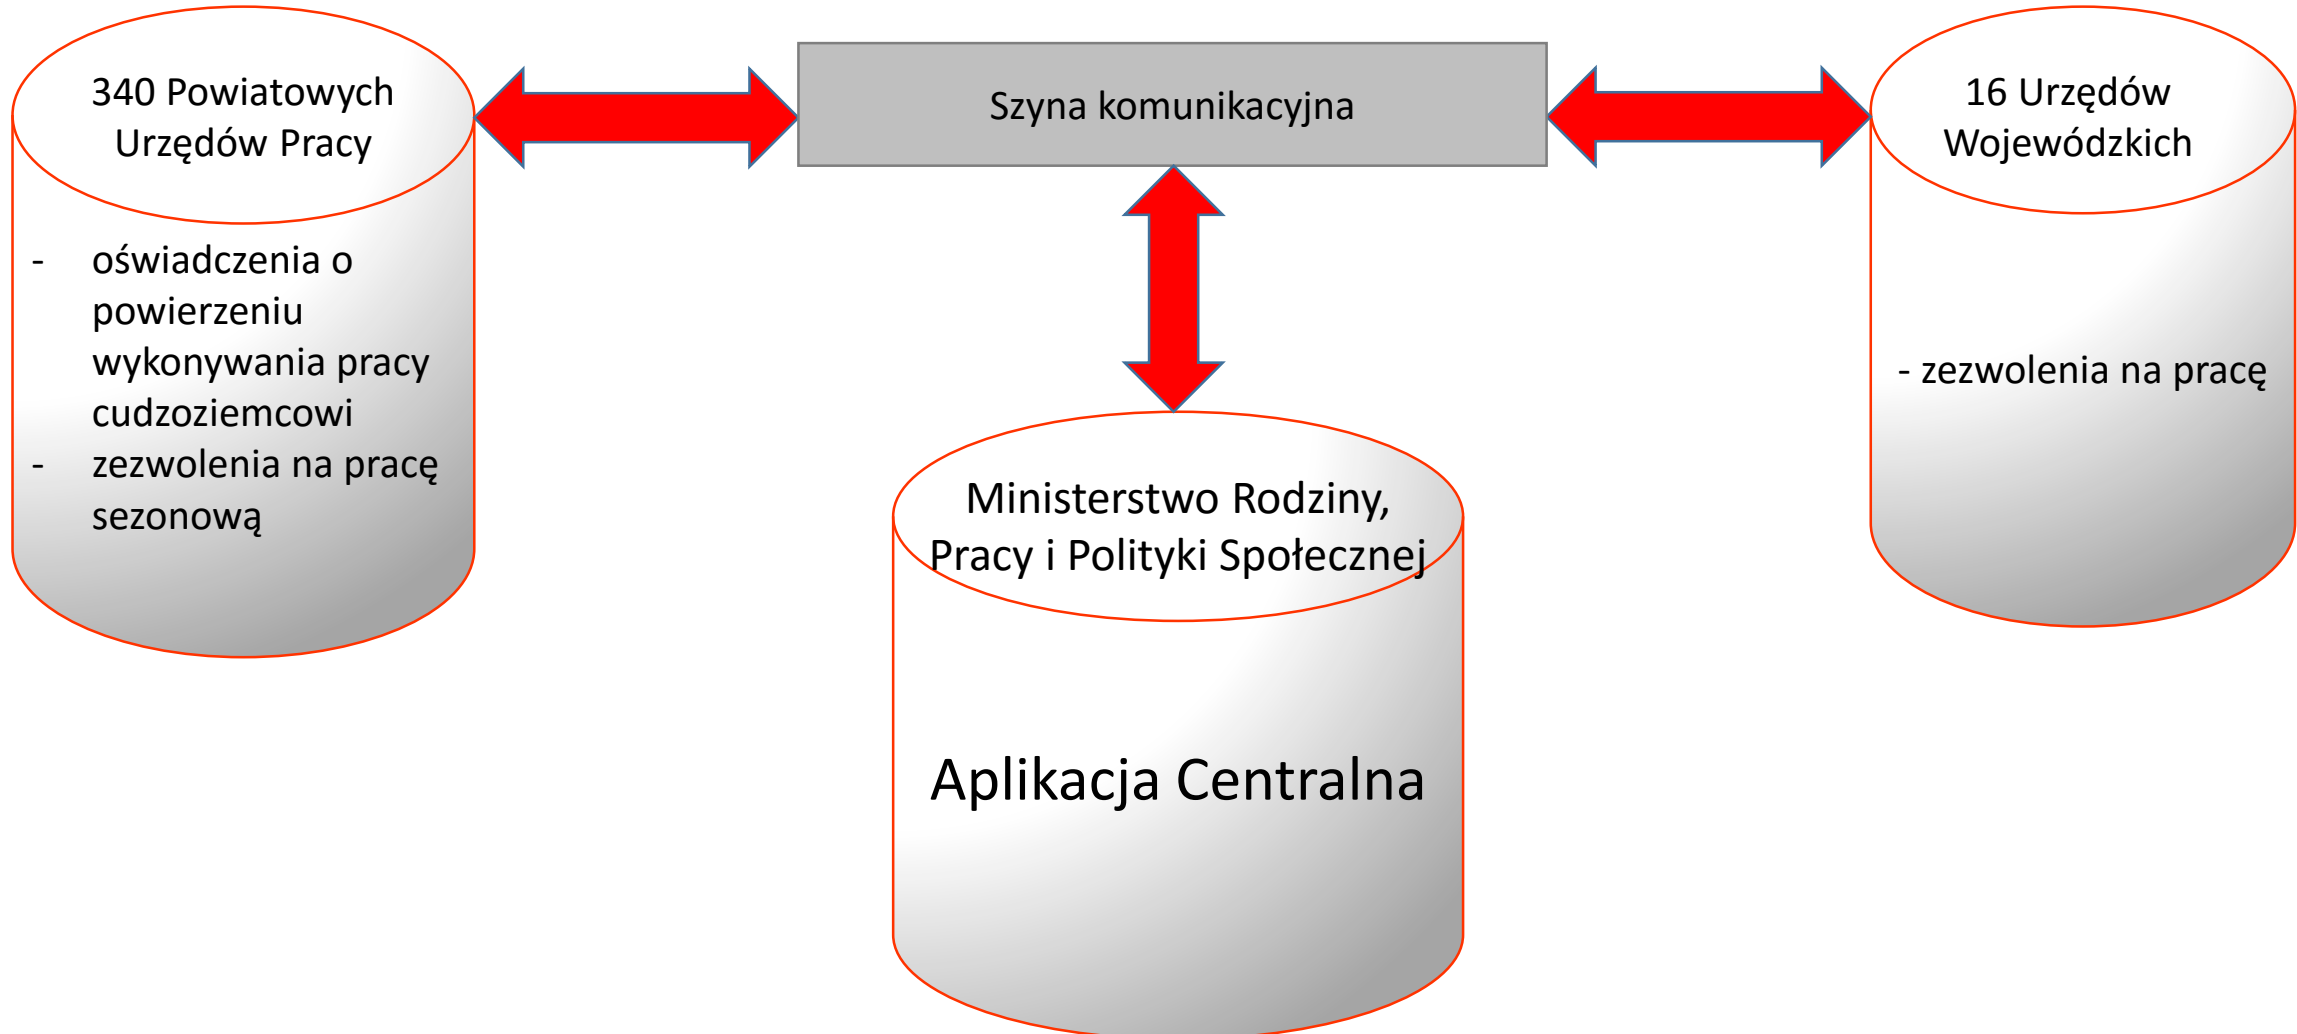 340 Powiatowych
Urzędów Pracy
- oświadczenia o
powierzeniu
wykonywania pracy
cudzoziemcowi
- zezwolenia na pracę
sezonową
Szyna komunikacyjna
16 Urzędów
Wojewódzkich
- zezwolenia na pracę
Ministerstwo Rodziny,
Pracy i Polityki Społecznej
Aplikacja Centralna